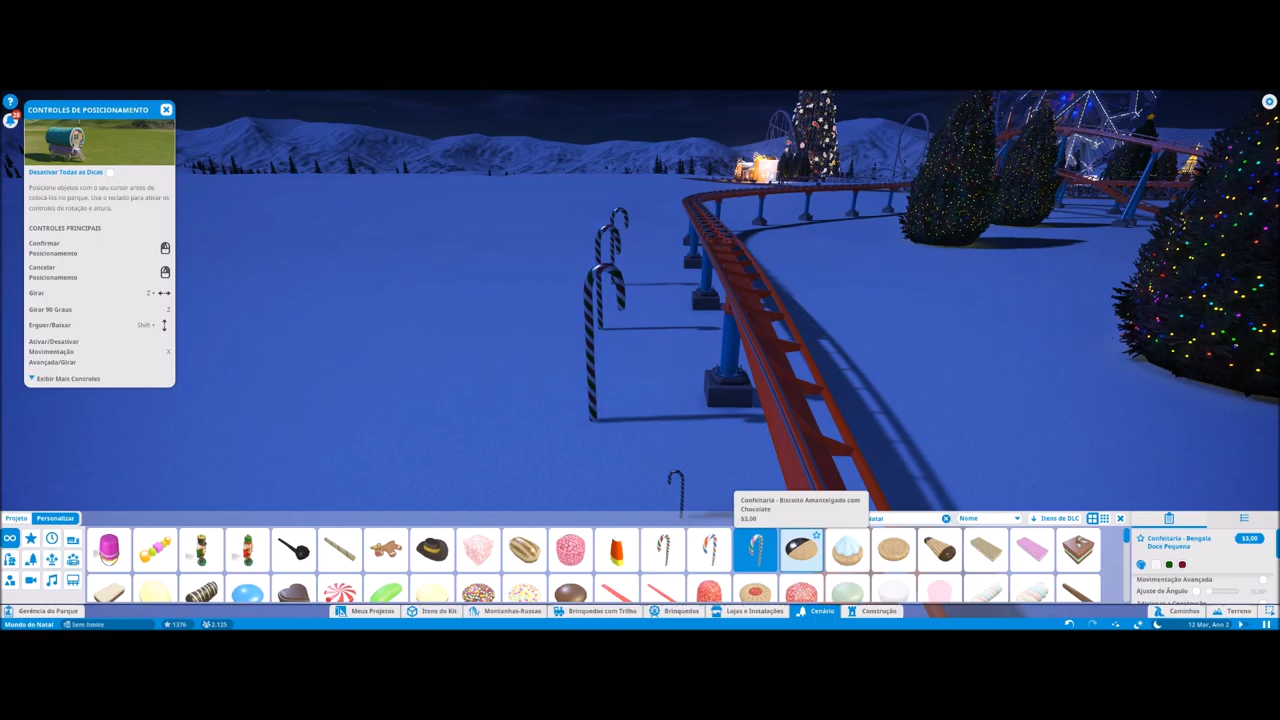 CONTROLES DE POSICIONAMENTO
28
Desativar Todas as Dicas
Posicione objetos com o seu cursor antes de
colocá-los no parque. Use o teclado para ativar os
controles de rotação e altura.
CONTROLES PRINCIPAIS
Confirmar
Posicionamento
Cancelar
Posicionamento
Girar Z +
Girar 90 Graus Z
Erguer/Baixar Shift +
Ativar/Desativar
Movimentação X
Avançada/Girar
Exibir Mais Controles
Confeitaria - Biscoito Amanteigado com
Chocolate
$3,00
Projeto Personalizar
natal Nome Itens de DLC
Confeitaria - Bengala
Doce Pequena
$3,00
Movimentação Avançada
Ajuste de Ângulo 15,00°
Gerência do Parque Meus Projetos Itens do Kit Montanhas-Russas Brinquedos com Trilho Brinquedos Lojas e Instalações Cenário Construção Caminhos Terreno
Mundo do Natal Sem limite 1376 2.125 12 Mar, Ano 2